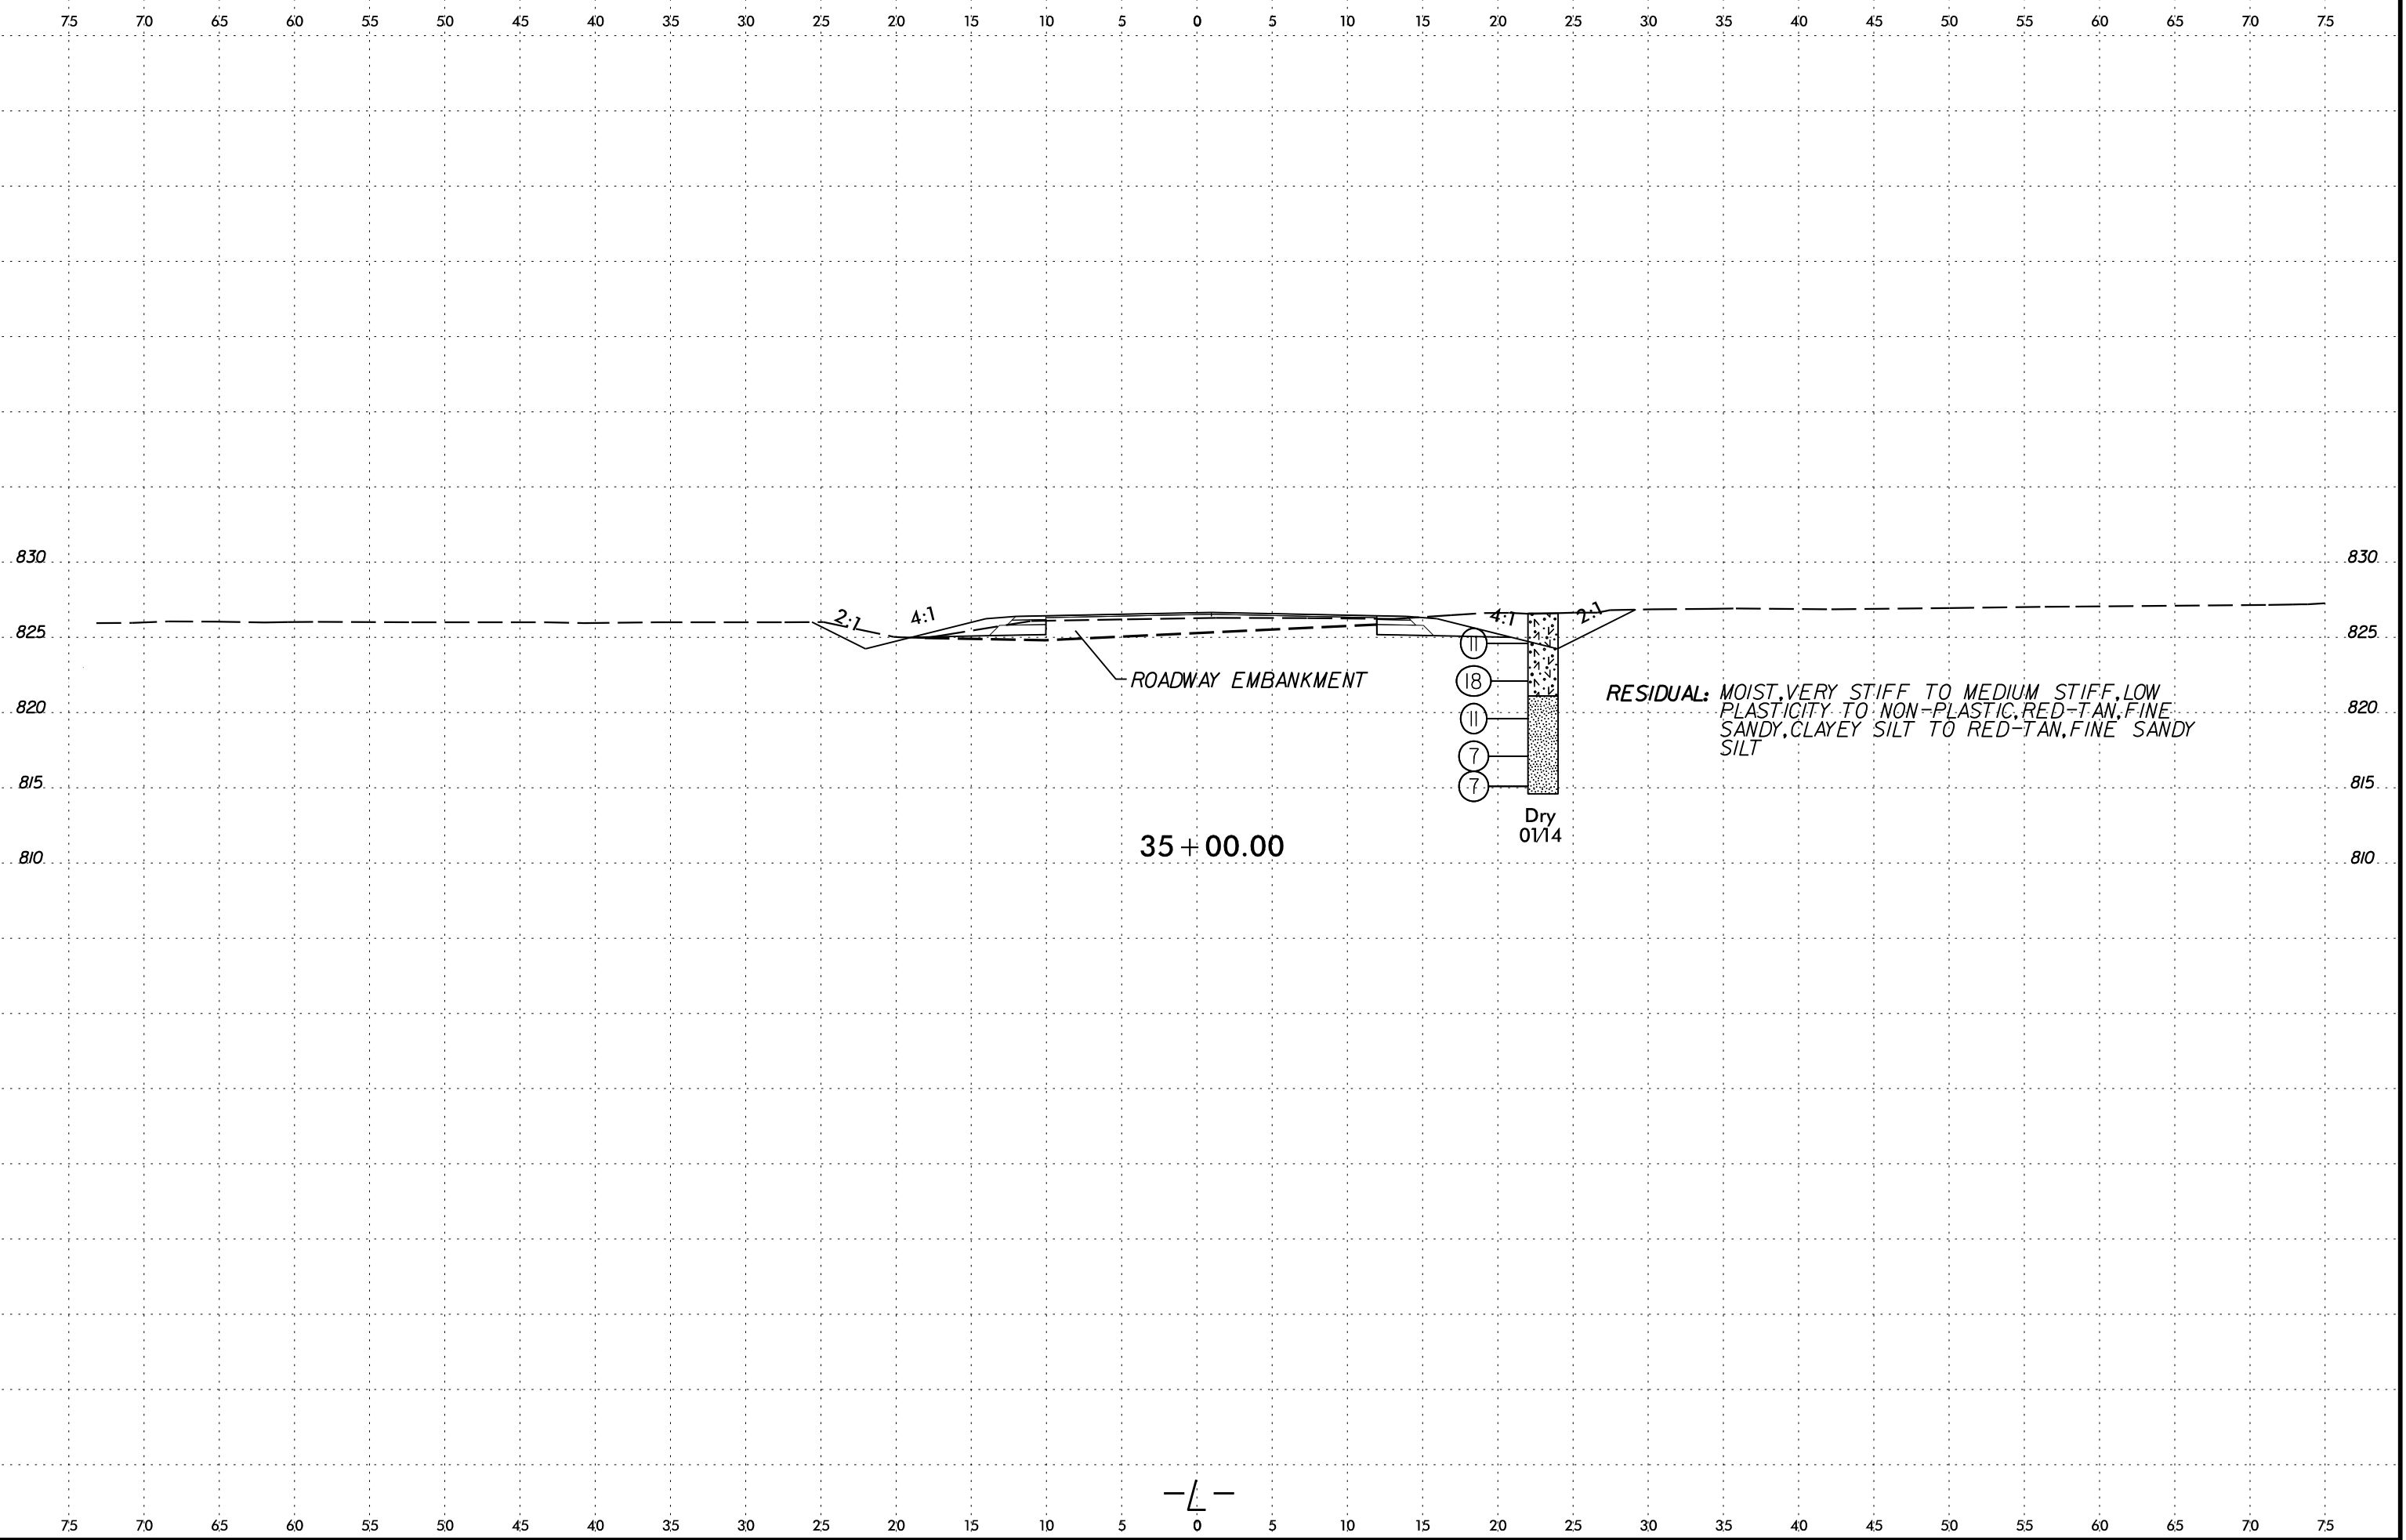 75 70 65 60 55 50 45 40 35 30 25 20 15 10 5 0 5 10 15 20 25 30 35 40 45 50 55 60 65 70 75
830 830
2:1 4:1 4:1 2:1
825 825
11
ROADWAY EMBANKMENT
18
RESIDUAL: MOIST, VERY STIFF TO MEDIUM STIFF, LOW
PLASTICITY TO NON-PLASTIC, RED-TAN, FINE
SANDY, CLAYEY SILT TO RED-TAN, FINE SANDY
SILT
820 820
11
7
815 815
7
Dry
01/14
35+00.00
810 810
-L-
75 70 65 60 55 50 45 40 35 30 25 20 15 10 5 0 5 10 15 20 25 30 35 40 45 50 55 60 65 70 75